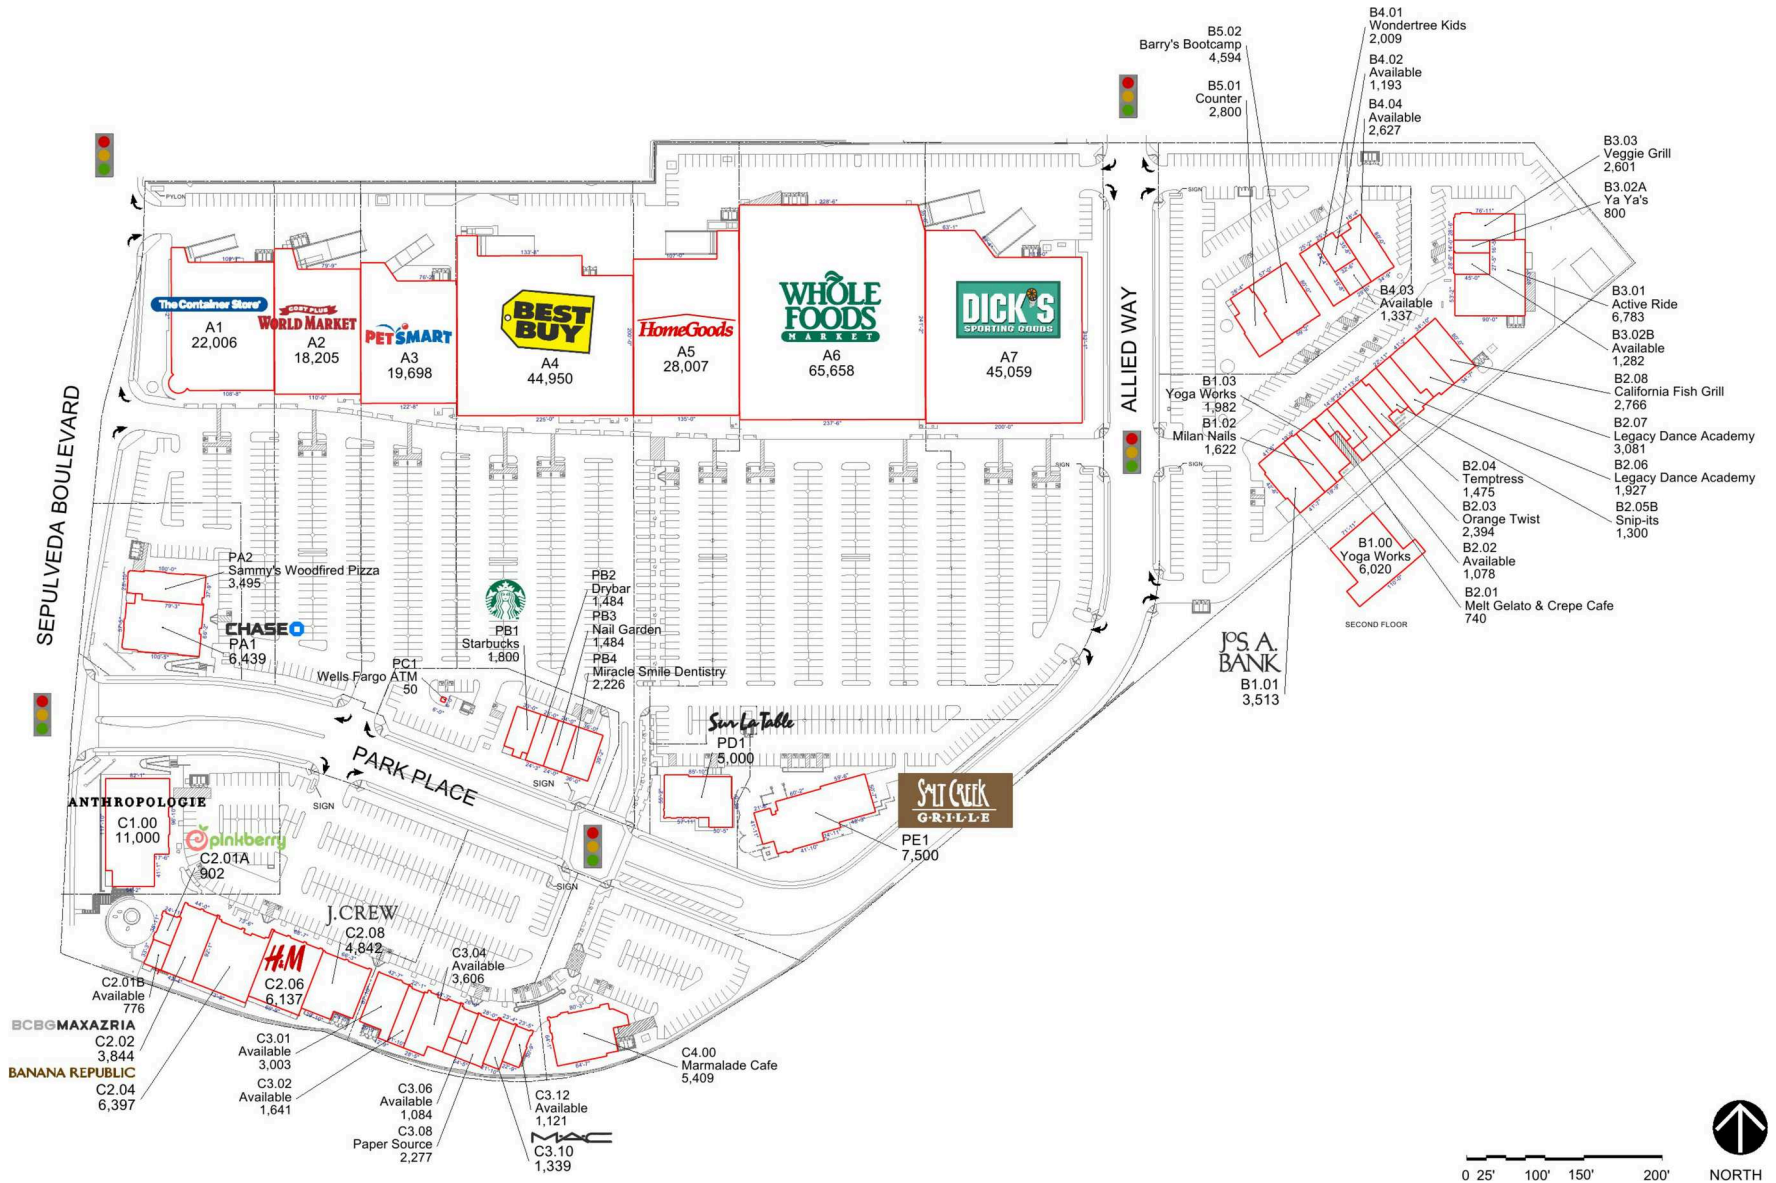 B4.01
Wondertree Kids
2,009
B5.02
Barry's Bootcamp
4,594
B4.02
Available
1,193
B5.01
Counter
2,800
B4.04
Available
2,627
B3.03
Veggie Grill
2,601
B3.02A
Ya Ya's
800
PYLON
SIGN
The Container Store
A1
22,006
COST PLUS
WORLD MARKET
A2
18,205
PETSMART
A3
19,698
BEST
BUY
A4
44,950
HomeGoods
A5
28,007
WHOLE
FOODS
MARKET
A6
65,658
DICK'S
SPORTING GOODS
A7
45,059
ALLIED WAY
B4.03
Available
1,337
B3.01
Active Ride
6,783
B3.02B
Available
1,282
B2.08
California Fish Grill
2,766
B2.07
Legacy Dance Academy
3,081
B2.06
Legacy Dance Academy
1,927
B2.05B
Snip-its
1,300
B1.03
Yoga Works
1,982
B1.02
Milan Nails
1,622
SIGN
SIGN
B2.04
Temptress
1,475
B2.03
Orange Twist
2,394
B2.02
Available
1,078
B2.01
Melt Gelato & Crepe Cafe
740
B1.00
Yoga Works
6,020
SECOND FLOOR
JOS. A.
BANK
B1.01
3,513
SEPULVEDA BOULEVARD
PA2
Sammy's Woodfired Pizza
3,495
CHASE
PA1
6,439
PC1
Wells Fargo ATM
50
PB1
Starbucks
1,800
PB2
Drybar
1,484
PB3
Nail Garden
1,484
PB4
Miracle Smile Dentistry
2,226
Sur La Table
PD1
5,000
PARK PLACE
SIGN
SIGN
SALT CREEK
G·R·I·L·L·E
PE1
7,500
ANTHROPOLOGIE
C1.00
11,000
pinkberry
C2.01A
902
SIGN
J.CREW
C2.08
4,842
H&M
C2.06
6,137
C3.04
Available
3,606
C2.01B
Available
776
BCBGMAXAZRIA
C2.02
3,844
BANANA REPUBLIC
C2.04
6,397
C3.01
Available
3,003
C3.02
Available
1,641
C3.06
Available
1,084
C3.08
Paper Source
2,277
C3.12
Available
1,121
MAC
C3.10
1,339
C4.00
Marmalade Cafe
5,409
0 25' 100' 150' 200'
NORTH